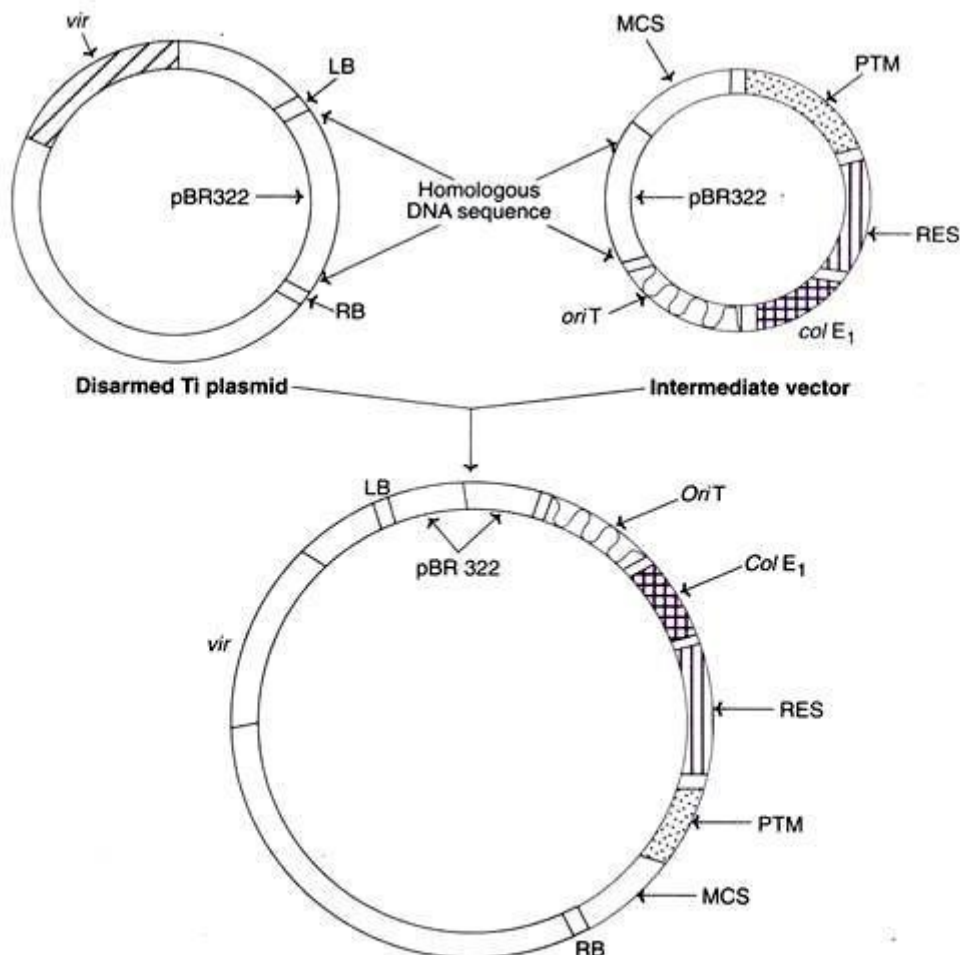 vir
LB
MCS
PTM
pBR322
Homologous
DNA sequence
pBR322
RES
RB
oriT
col E1
Disarmed Ti plasmid
Intermediate vector
LB
OriT
pBR 322
Col E1
vir
RES
PTM
MCS
RB